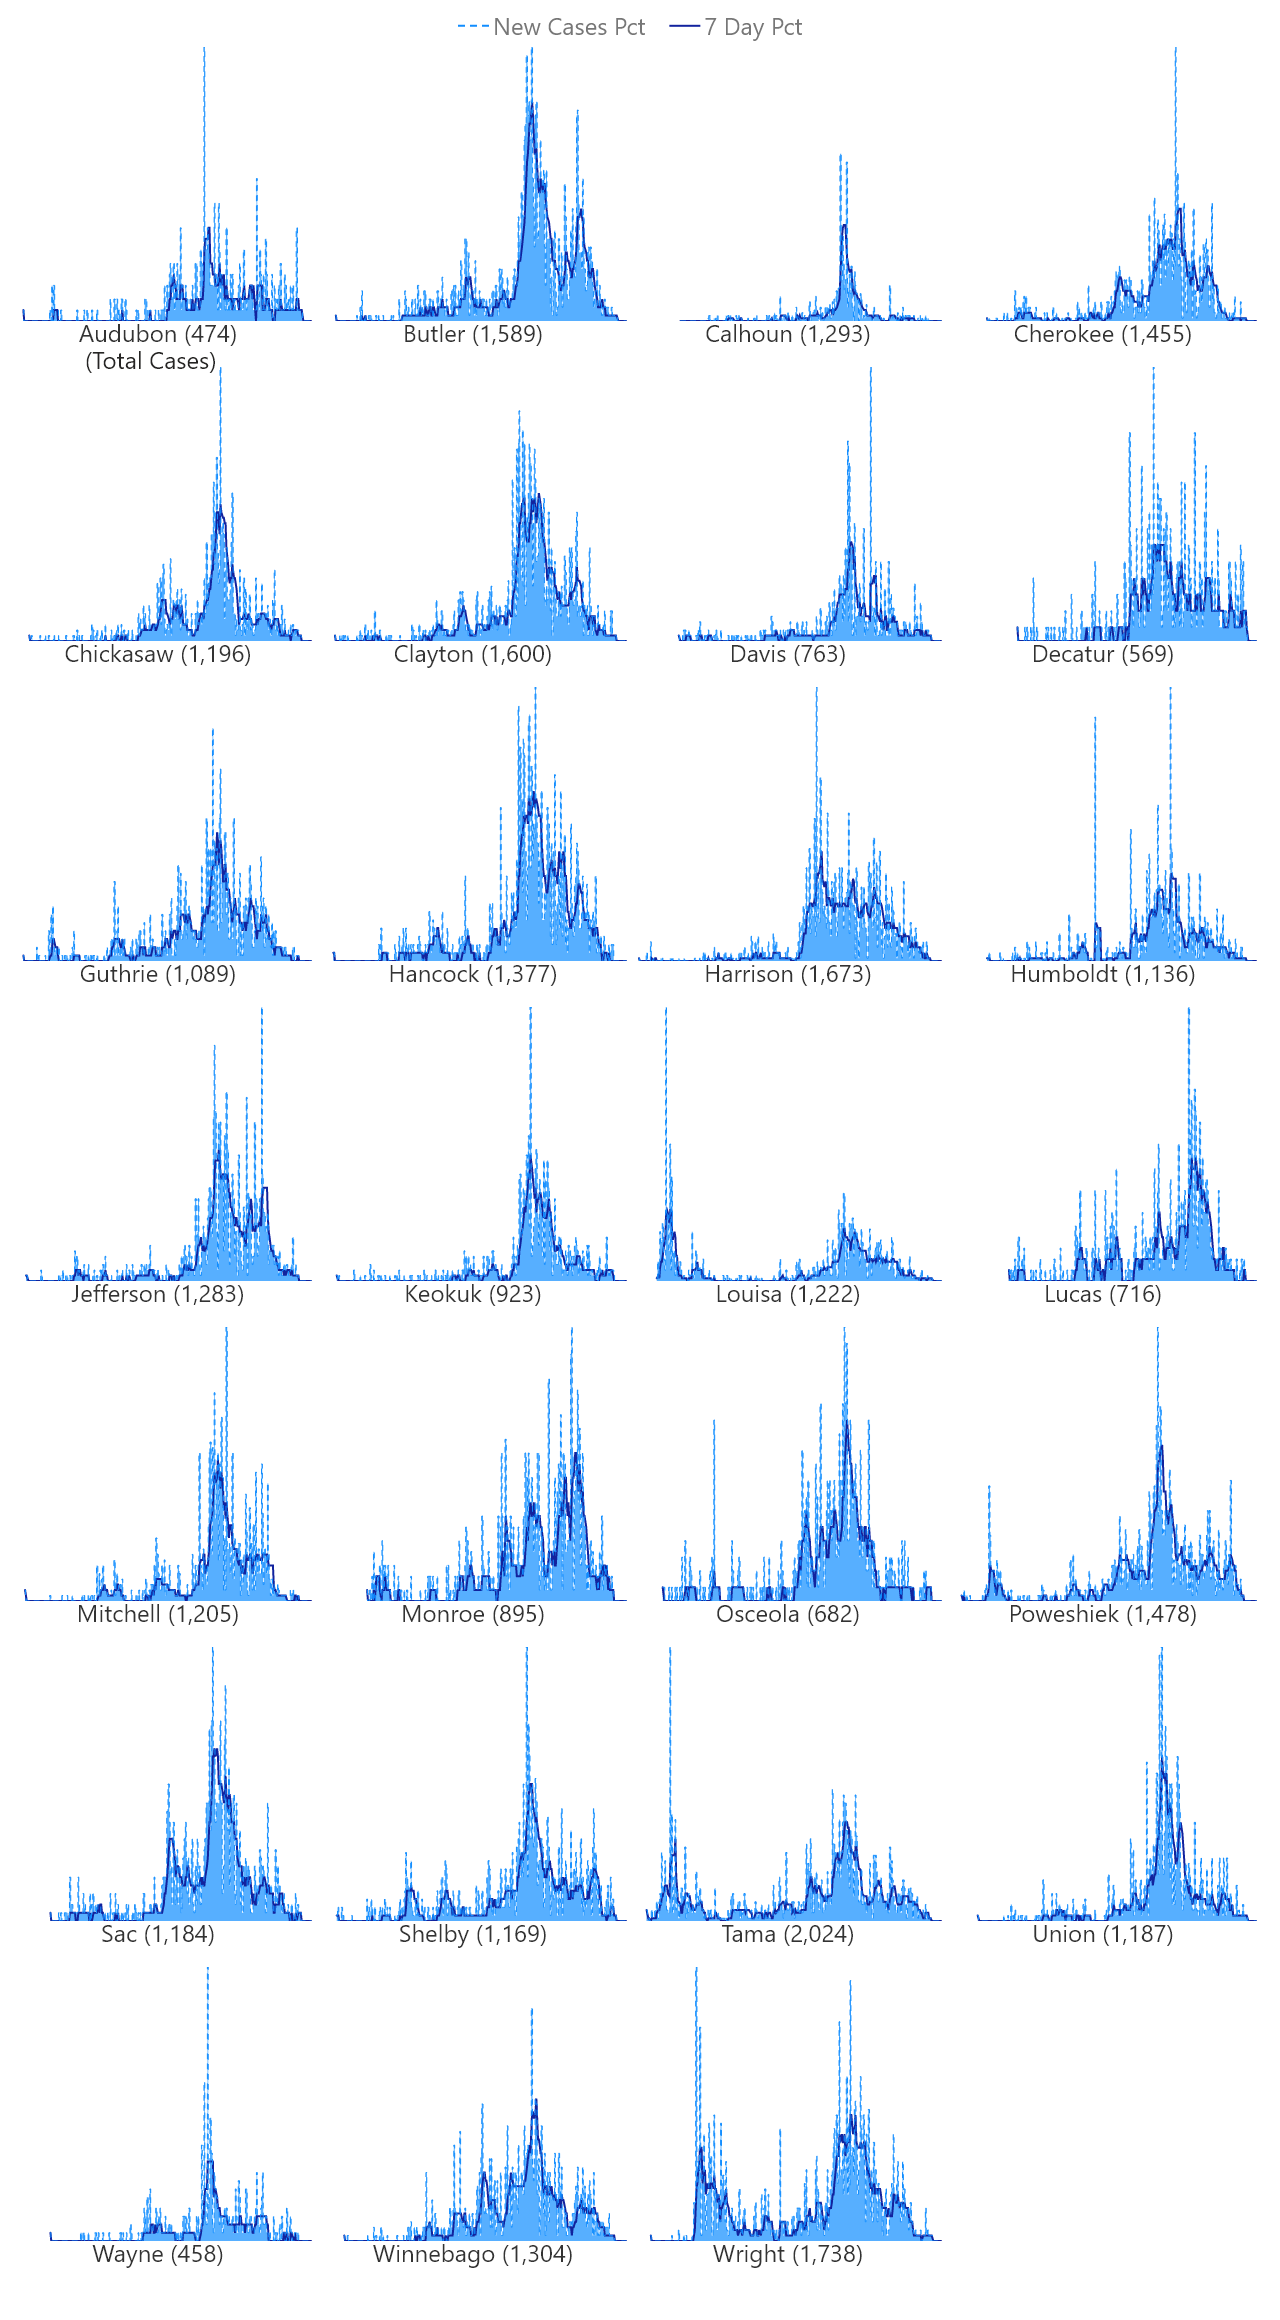 New Cases Pct 7 Day Pct
Audubon (474) Butler (1,589) Calhoun (1,293) Cherokee (1,455)
(Total Cases)
Chickasaw (1,196) Clayton (1,600) Davis (763) Decatur (569)
Guthrie (1,089) Hancock (1,377) Harrison (1,673) Humboldt (1,136)
Jefferson (1,283) Keokuk (923) Louisa (1,222) Lucas (716)
Mitchell (1,205) Monroe (895) Osceola (682) Poweshiek (1,478)
Sac (1,184) Shelby (1,169) Tama (2,024) Union (1,187)
Wayne (458) Winnebago (1,304) Wright (1,738)